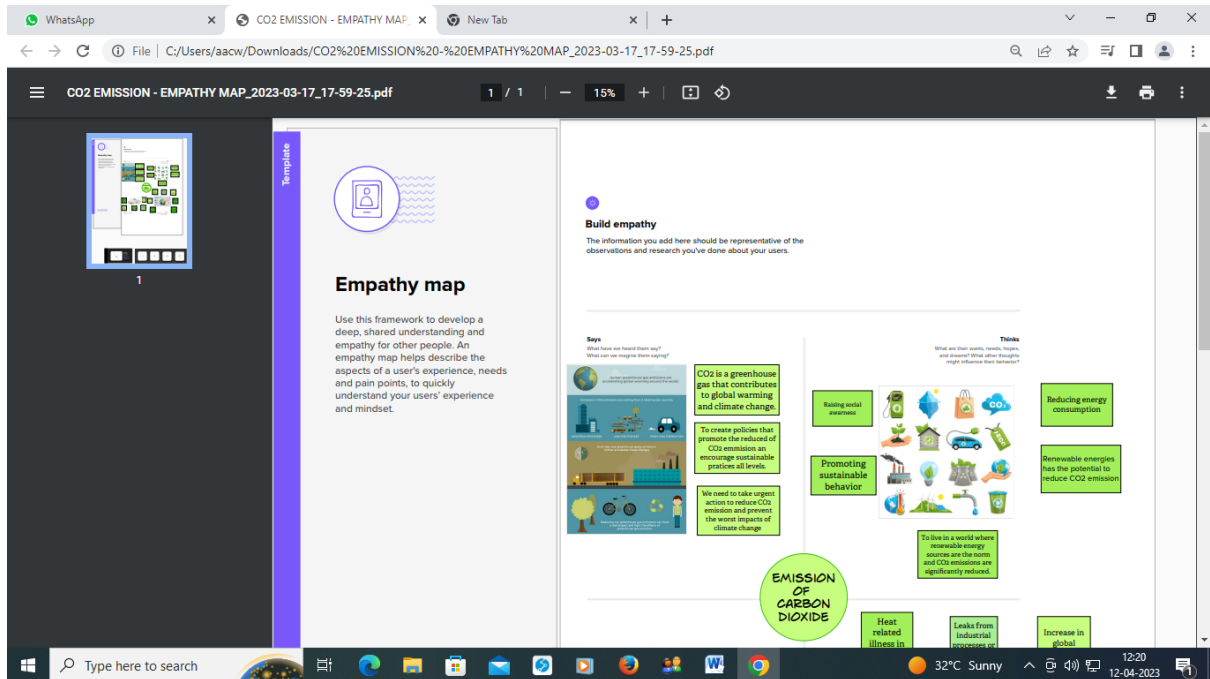 WhatsApp
CO2 EMISSION - EMPATHY MAP_
New Tab
File | C:/Users/aacw/Downloads/CO2%20EMISSION%20-%20EMPATHY%20MAP_2023-03-17_17-59-25.pdf
CO2 EMISSION - EMPATHY MAP_2023-03-17_17-59-25.pdf
1 / 1
15%
1
Template
Empathy map
Use this framework to develop a
deep, shared understanding and
empathy for other people. An
empathy map helps describe the
aspects of a user's experience, needs
and pain points, to quickly
understand your users' experience
and mindset.
Build empathy
The information you add here should be representative of the
observations and research you've done about your users.
Says
What have we heard them say?
What can we imagine them saying?
CO2 is a greenhouse
gas that contributes
to global warming
and climate change.
To create policies that
promote the reduced of
CO2 emmision an
encourage sustainable
pratices all levels.
We need to take urgent
action to reduce CO2
emission and prevent
the worst impacts of
climate change
Thinks
What are their wants, needs, hopes,
and dreams? What other thoughts
might influence their behavior?
Raising social
awarness
Promoting
sustainable
behavior
CO2
ECO
Reducing energy
consumption
Renewable energies
has the potential to
reduce CO2 emission
To live in a world where
renewable energy
sources are the norm
and CO2 emissions are
significantly reduced.
EMISSION
OF
CARBON
DIOXIDE
Heat
related
illness in
Leaks from
industrial
processes or
Increase in
global
Type here to search
32°C Sunny
12:20
12-04-2023
1